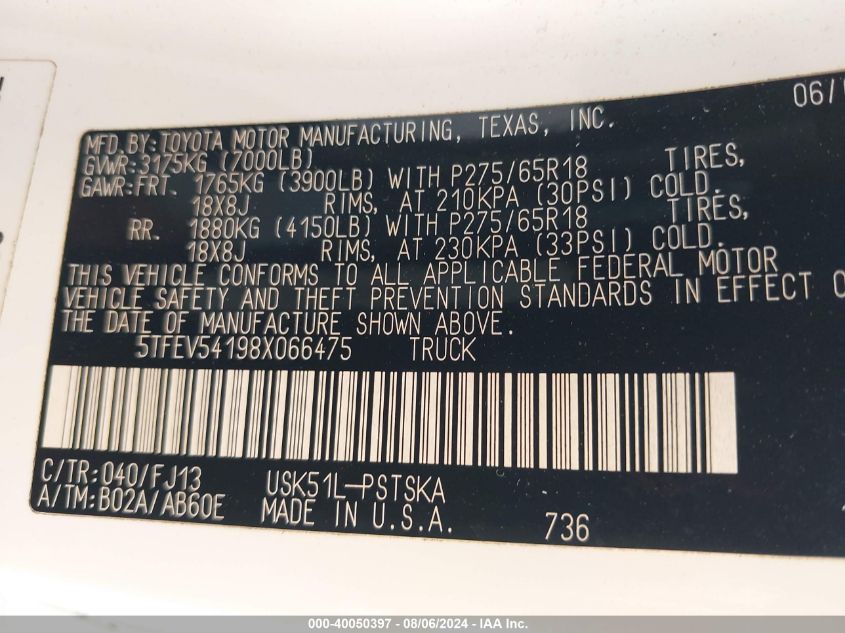 06/
MFD.BY: TOYOTA MOTOR MANUFACTURING, TEXAS, INC.
GVWR: 3175KG (7000LB)
GAWR: FRT. 1765KG (3900LB) WITH P275/65R18 TIRES,
18X8J RIMS, AT 210KPA (30PSI) COLD.
RR. 1880KG (4150LB) WITH P275/65R18 TIRES,
18X8J RIMS, AT 230KPA (33PSI) COLD.
THIS VEHICLE CONFORMS TO ALL APPLICABLE FEDERAL MOTOR
VEHICLE SAFETY AND THEFT PREVENTION STANDARDS IN EFFECT O
THE DATE OF MANUFACTURE SHOWN ABOVE.
5TFEV54198X066475 TRUCK
C/TR: 040/FJ13 USK51L-PSTSKA
A/TM: B02A/AB60E MADE IN U.S.A. 736
000-40050397 - 08/06/2024 - IAA Inc.